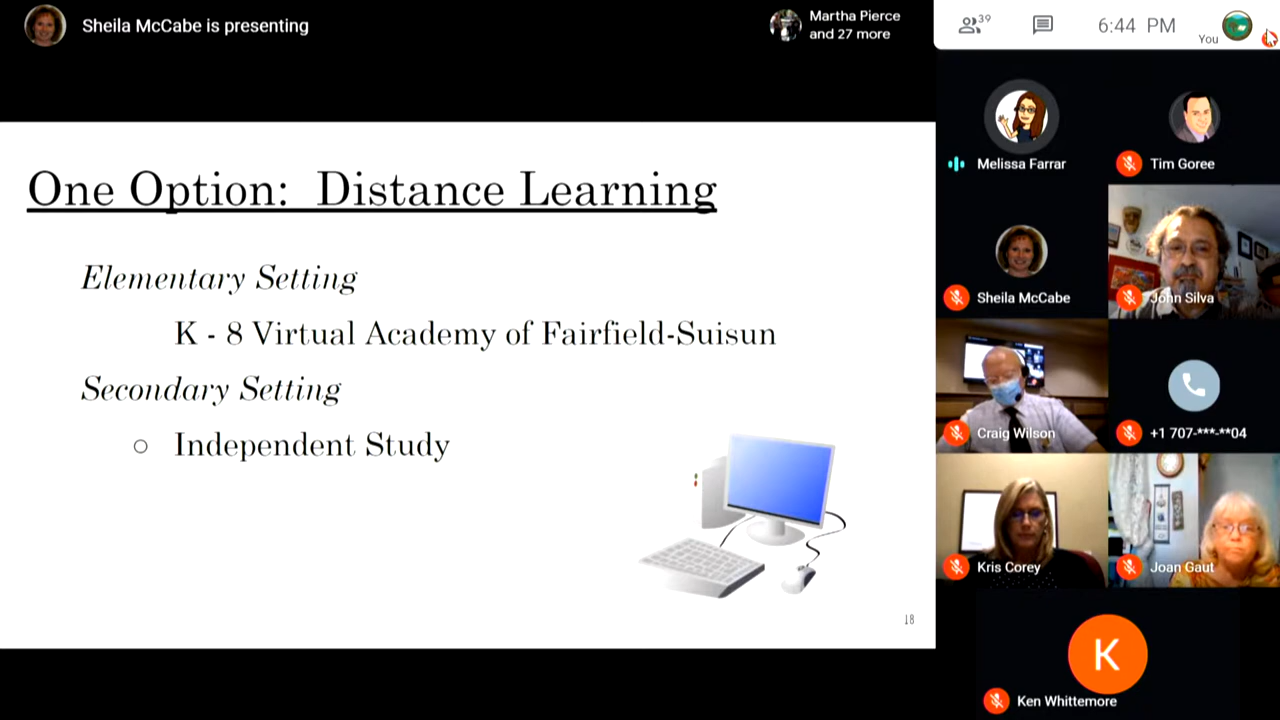 Sheila McCabe is presenting
Martha Pierce
and 27 more
39
6:44 PM
You
One Option: Distance Learning
Elementary Setting
K - 8 Virtual Academy of Fairfield-Suisun
Secondary Setting
○ Independent Study
18
Melissa Farrar
Tim Goree
Sheila McCabe
John Silva
Craig Wilson
+1 707-***-**04
Kris Corey
Joan Gaut
K
Ken Whittemore